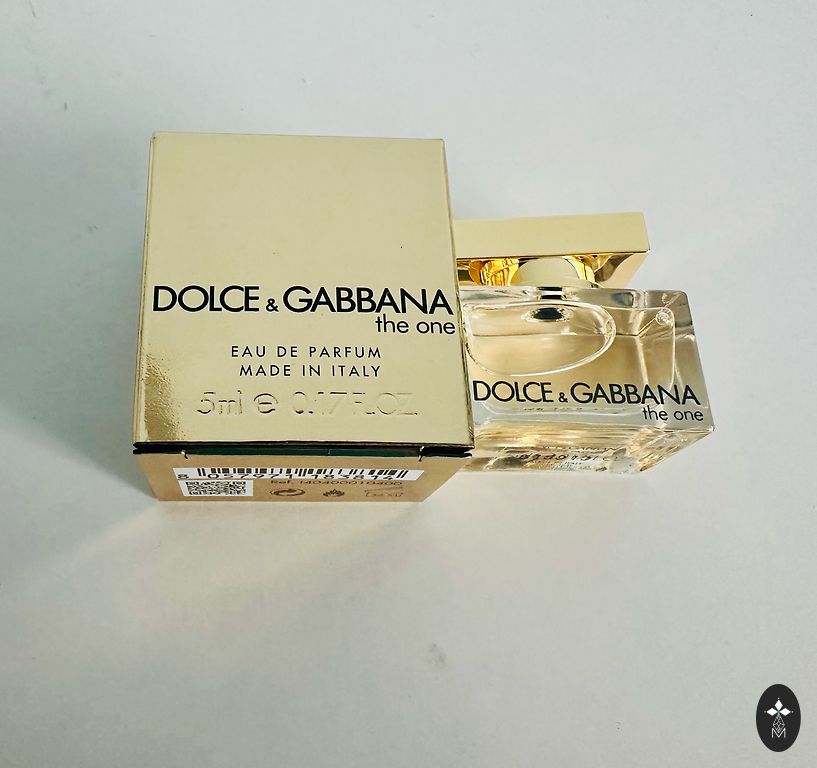 DOLCE & GABBANA
the one
EAU DE PARFUM
MADE IN ITALY
5ml e 0.17 FL.OZ
DOLCE & GABBANA
the one
M